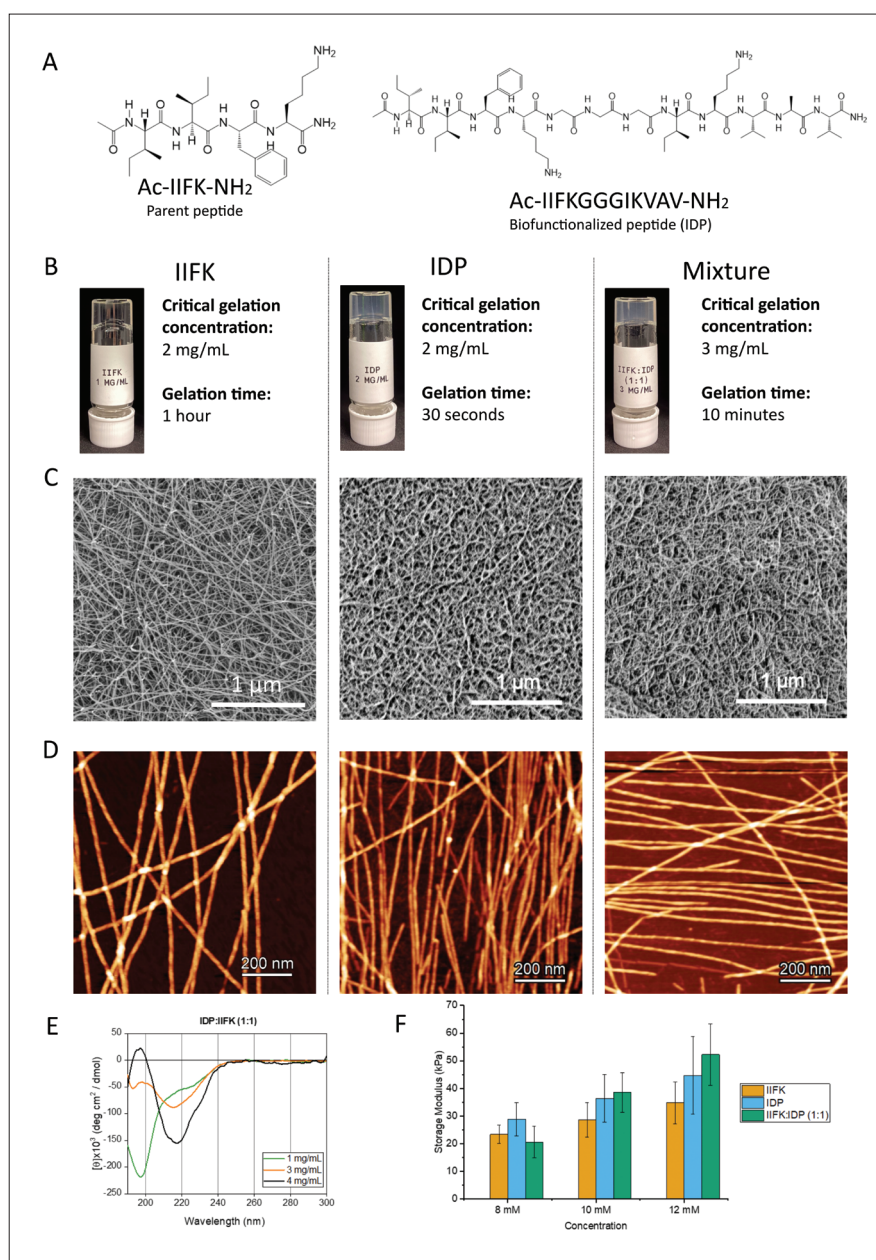 A
H
N
O
O
N
H
H
N
O
O
N
H
NH2
NH2
Ac-IIFK-NH2
Parent peptide
NH2
NH2
NH2
Ac-IIFKGGGIKVAV-NH2
Biofunctionalized peptide (IDP)
B
IIFK
IDP
Mixture
IIFK
1 MG/ML
Critical gelation
concentration:
2 mg/mL
Gelation time:
1 hour
IDP
2 MG/ML
Critical gelation
concentration:
2 mg/mL
Gelation time:
30 seconds
IIFK:IDP
(1:1)
3 MG/ML
Critical gelation
concentration:
3 mg/mL
Gelation time:
10 minutes
C
1 µm
1 µm
1 µm
D
200 nm
200 nm
200 nm
E
IDP:IIFK (1:1)
[θ]x10³ (deg cm² / dmol)
50
0
-50
-100
-150
-200
-250
200 220 240 260 280 300
Wavelength (nm)
1 mg/mL
3 mg/mL
4 mg/mL
F
Storage Modulus (kPa)
70
60
50
40
30
20
10
0
8 mM 10 mM 12 mM
Concentration
IIFK
IDP
IIFK:IDP (1:1)